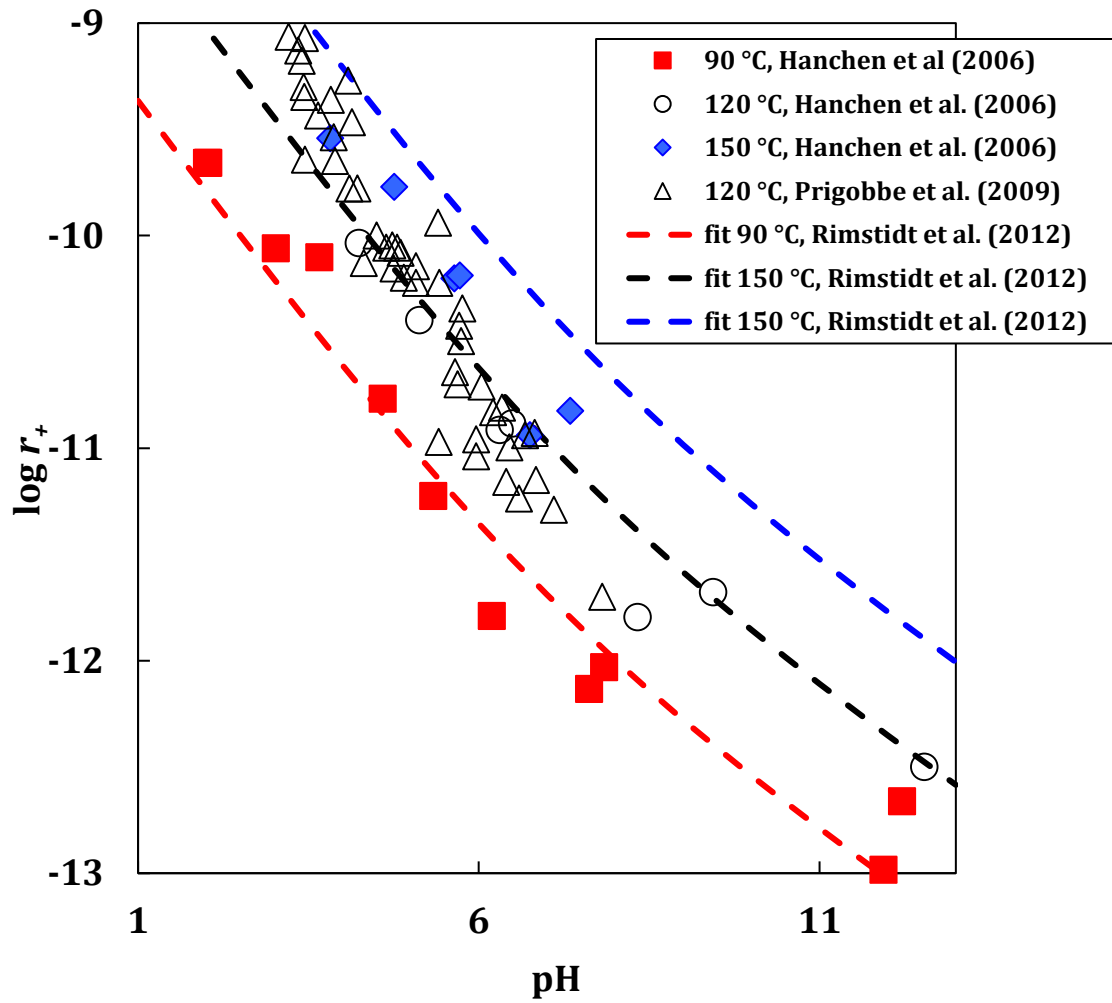 -9
90 °C, Hanchen et al (2006)
120 °C, Hanchen et al. (2006)
150 °C, Hanchen et al. (2006)
120 °C, Prigobbe et al. (2009)
fit 90 °C, Rimstidt et al. (2012)
fit 150 °C, Rimstidt et al. (2012)
fit 150 °C, Rimstidt et al. (2012)
-10
-11
-12
-13
log r+
1 6 11
pH